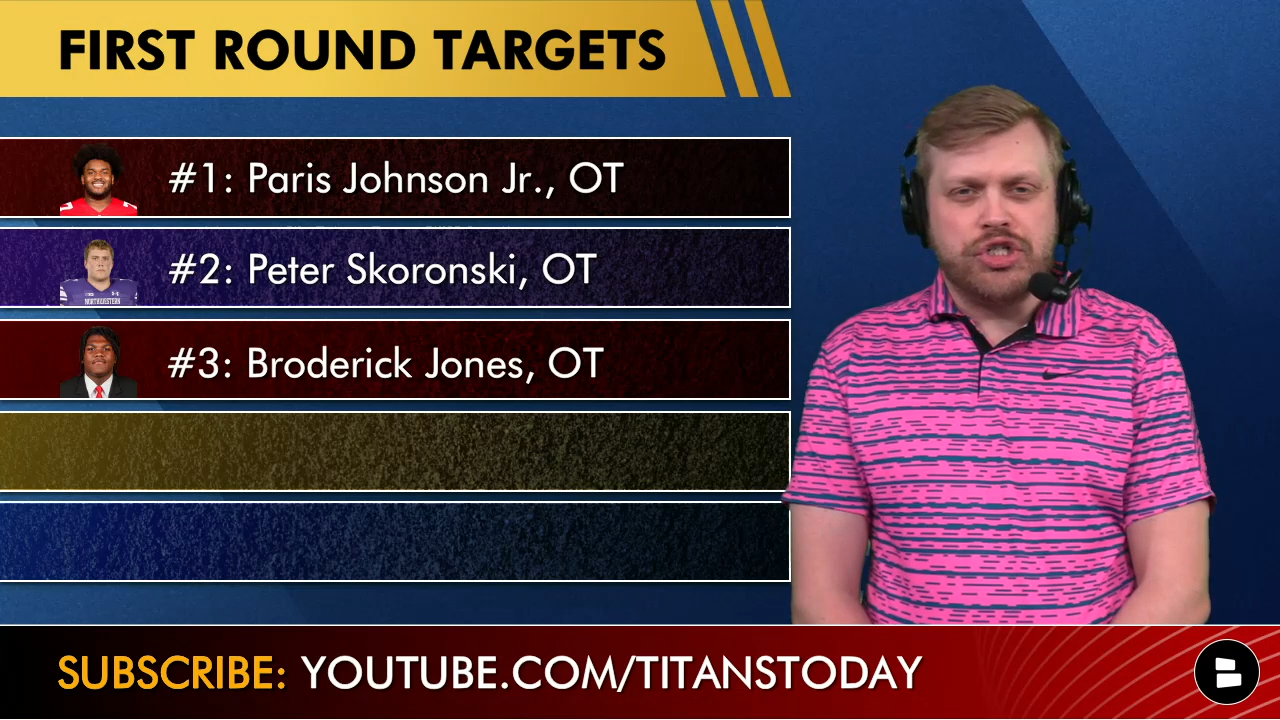 FIRST ROUND TARGETS
#1: Paris Johnson Jr., OT
#2: Peter Skoronski, OT
NORTHWESTERN
#3: Broderick Jones, OT
SUBSCRIBE: YOUTUBE.COM/TITANSTODAY